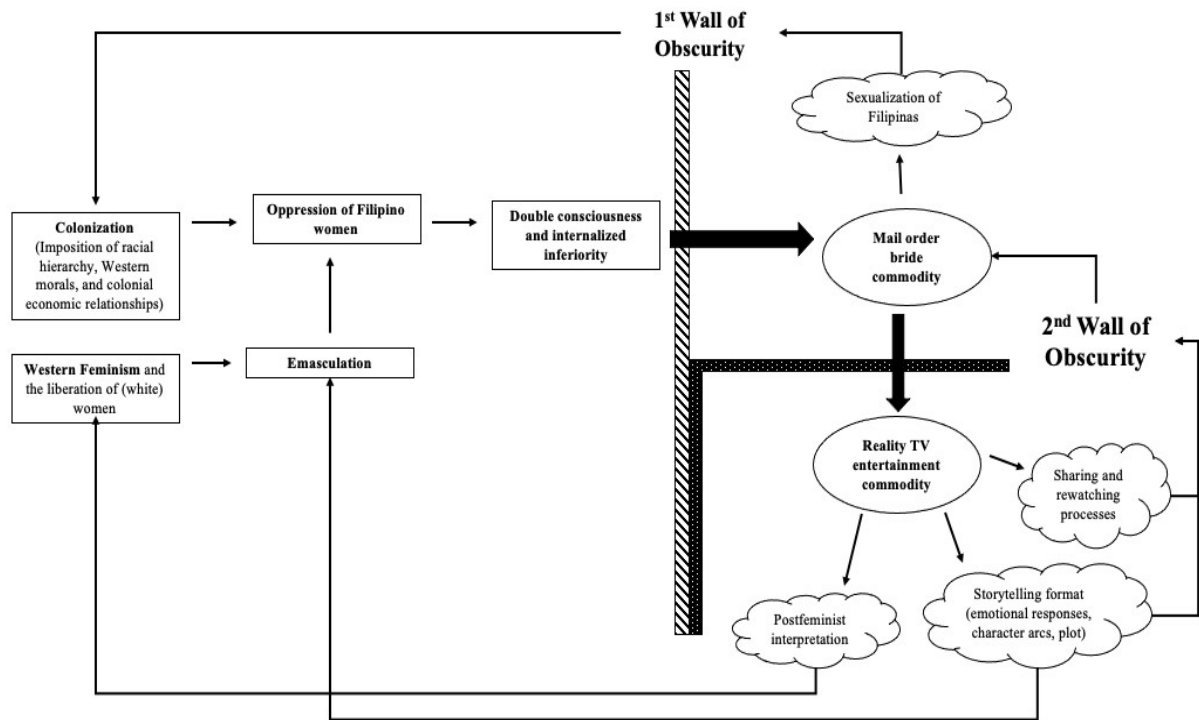 1st Wall of
Obscurity
Sexualization of
Filipinas
Colonization
(Imposition of racial
hierarchy, Western
morals, and colonial
economic relationships)
Oppression of Filipino
women
Double consciousness
and internalized
inferiority
Mail order
bride
commodity
2nd Wall of
Obscurity
Western Feminism and
the liberation of (white)
women
Emasculation
Reality TV
entertainment
commodity
Sharing and
rewatching
processes
Postfeminist
interpretation
Storytelling format
(emotional responses,
character arcs, plot)